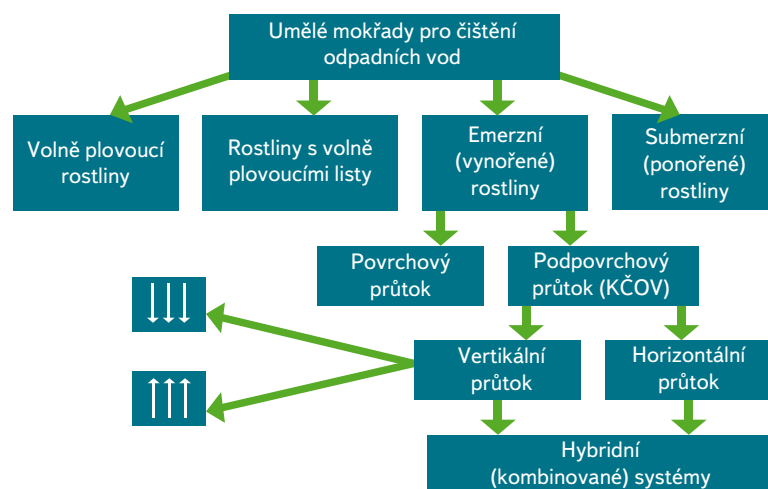 Umělé mokřady pro čištění
odpadních vod
Volně plovoucí
rostliny
Rostliny s volně
plovoucími listy
Emerzní
(vynořené)
rostliny
Submerzní
(ponořené)
rostliny
Povrchový
průtok
Podpovrchový
průtok (KČOV)
Vertikální
průtok
Horizontální
průtok
Hybridní
(kombinované) systémy